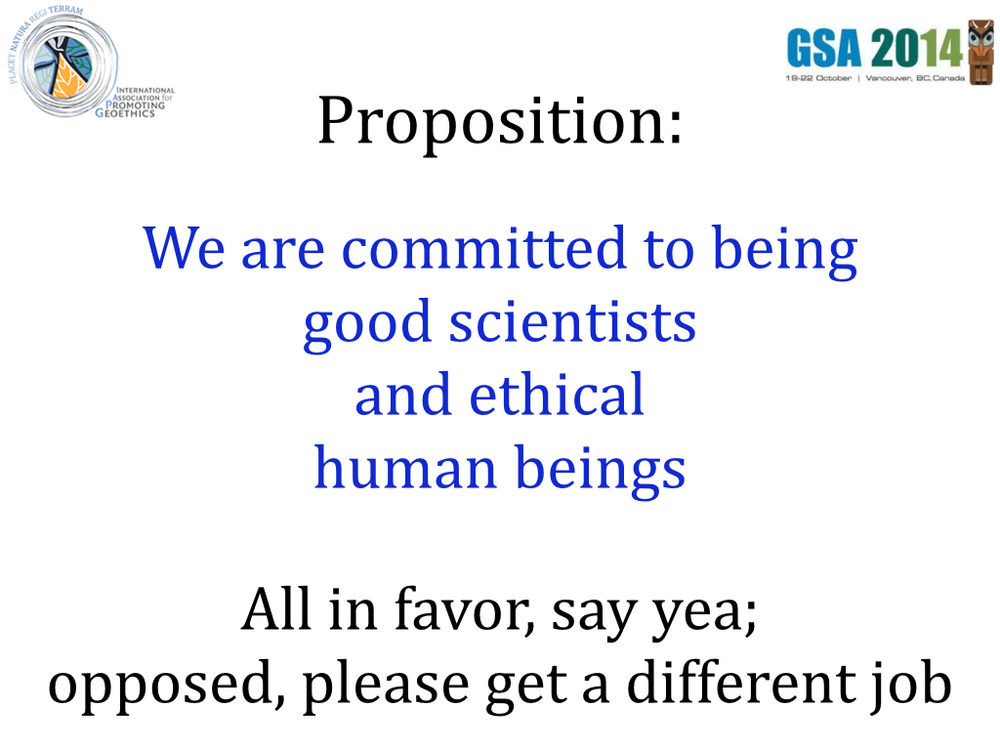 PLACET NATURA REGI TERRAM
INTERNATIONAL
ASSOCIATION for
PROMOTING
GEOETHICS
GSA 2014
19-22 October | Vancouver, BC, Canada
Proposition:
We are committed to being
good scientists
and ethical
human beings
All in favor, say yea;
opposed, please get a different job